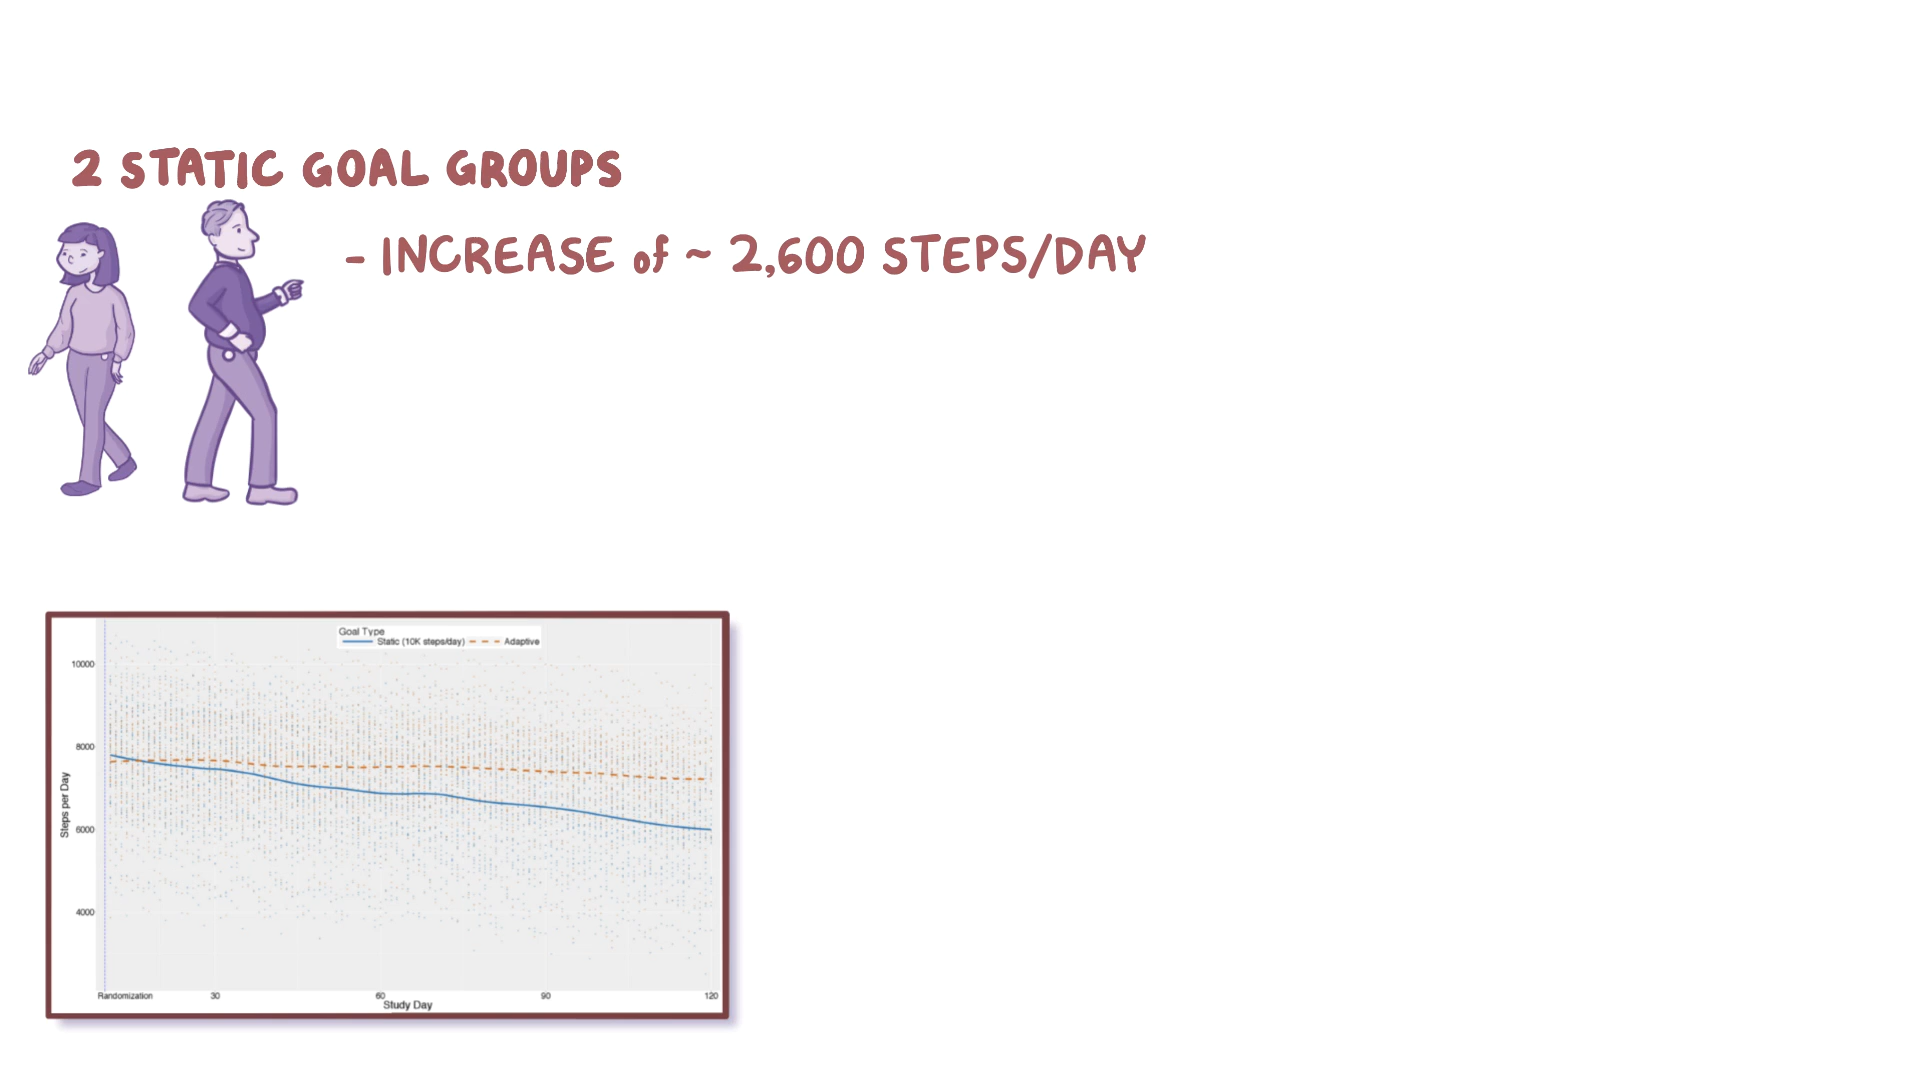 2 STATIC GOAL GROUPS
- INCREASE of ~ 2,600 STEPS/DAY
Goal Type
Static (10K steps/day) Adaptive
10000
8000
6000
4000
Steps per Day
Randomization 30 60 90 120
Study Day